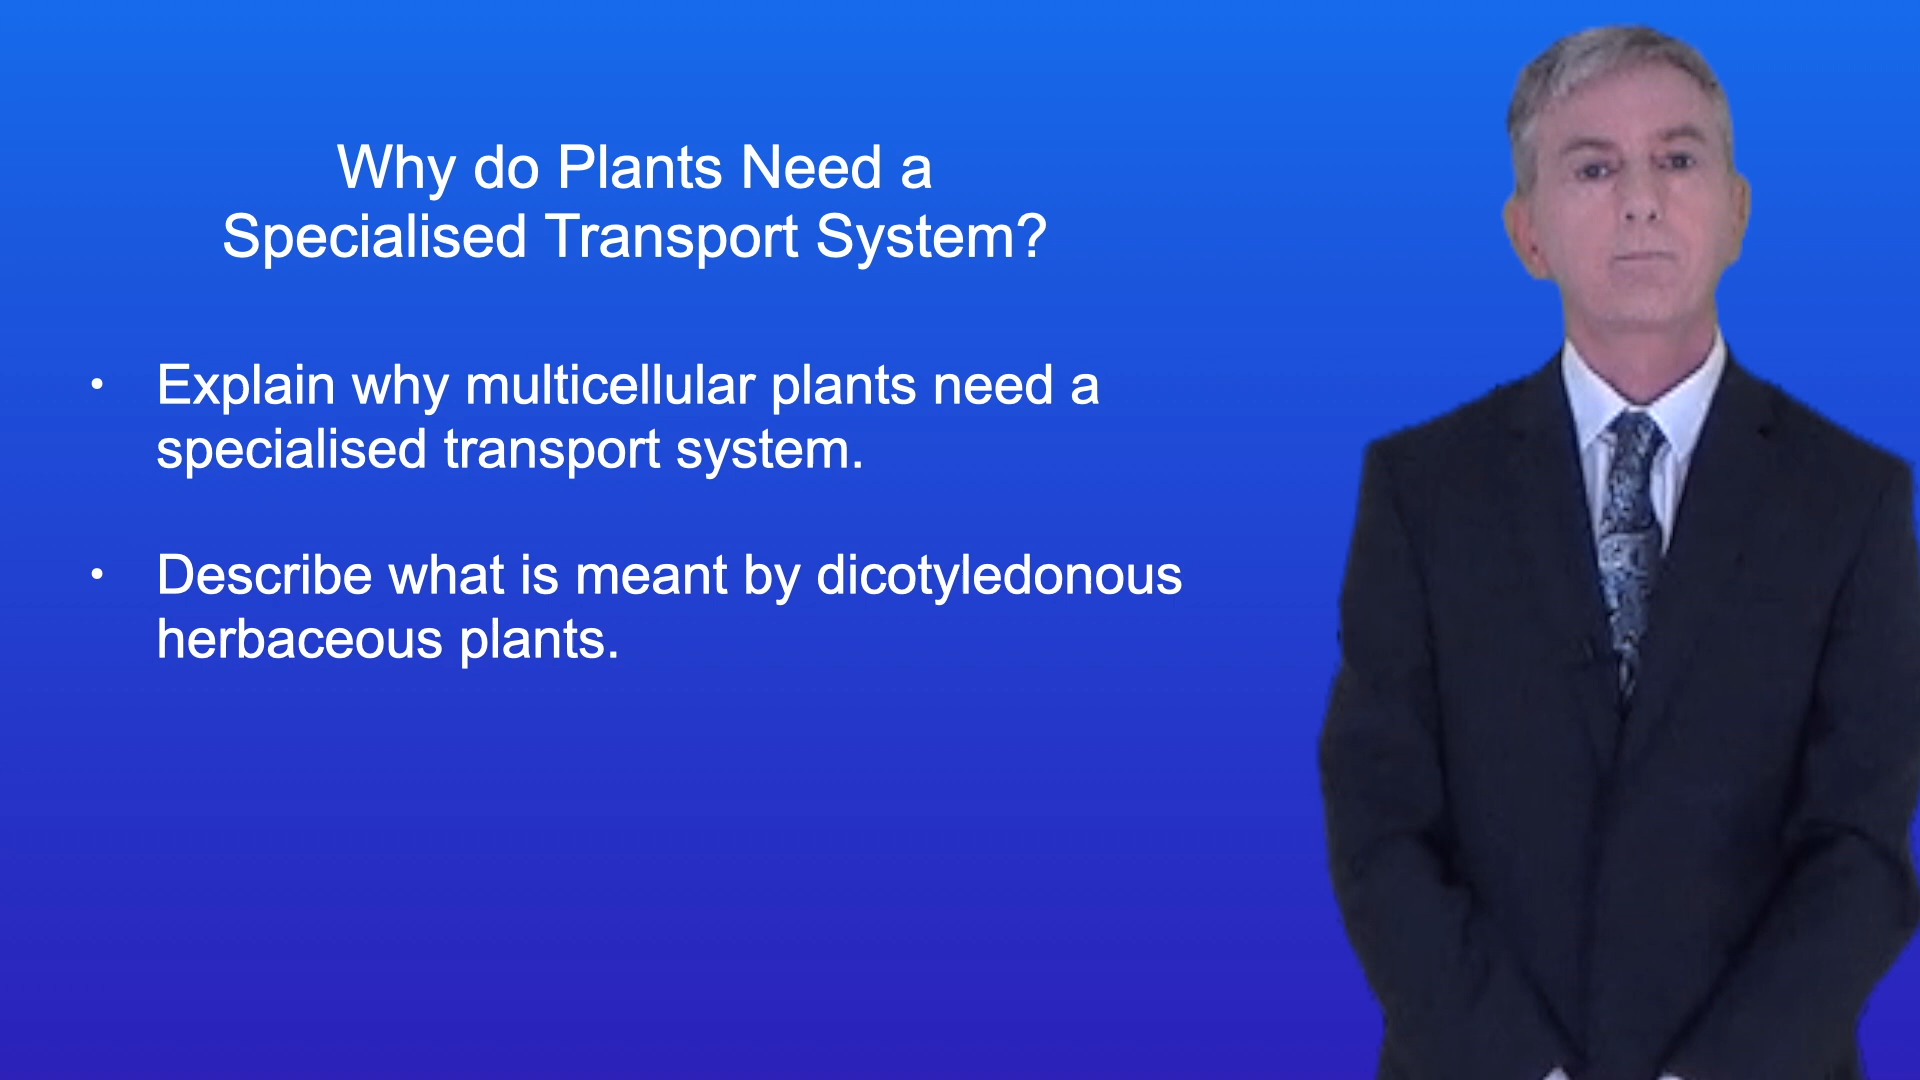 Why do Plants Need a
Specialised Transport System?
• Explain why multicellular plants need a
specialised transport system.
• Describe what is meant by dicotyledonous
herbaceous plants.